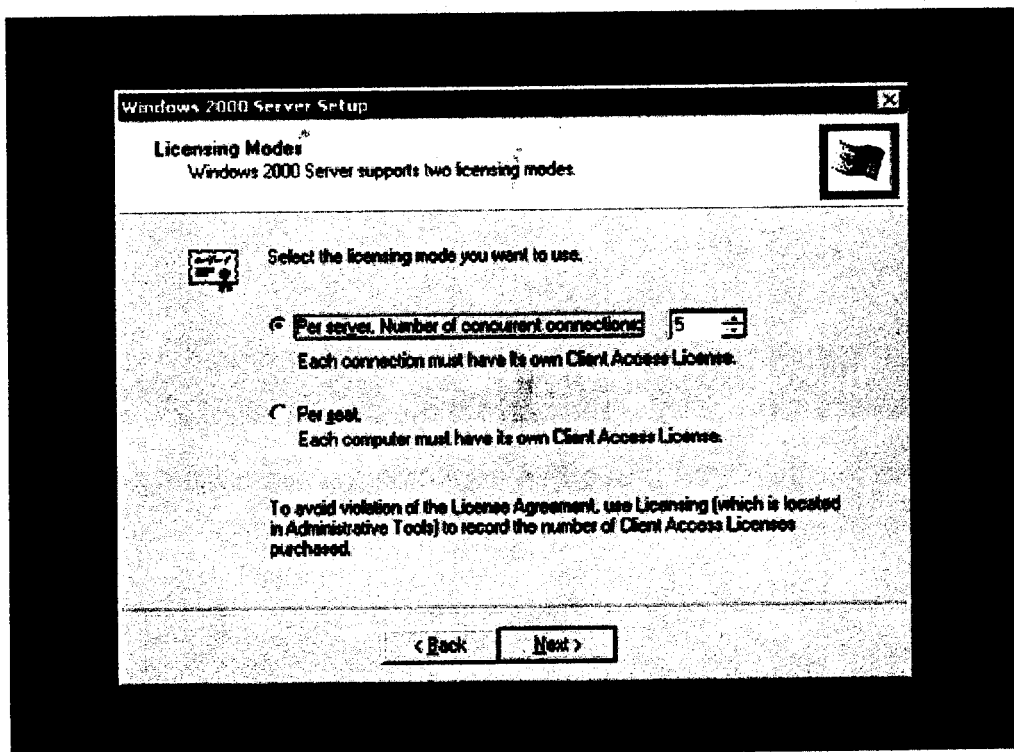 Windows 2000 Server Setup
Licensing Modes
Windows 2000 Server supports two licensing modes.
Select the licensing mode you want to use.
Per server. Number of concurrent connections: 5
Each connection must have its own Client Access License.
Per seat.
Each computer must have its own Client Access License.
To avoid violation of the License Agreement, use Licensing (which is located
in Administrative Tools) to record the number of Client Access Licenses
purchased.
< Back Next >